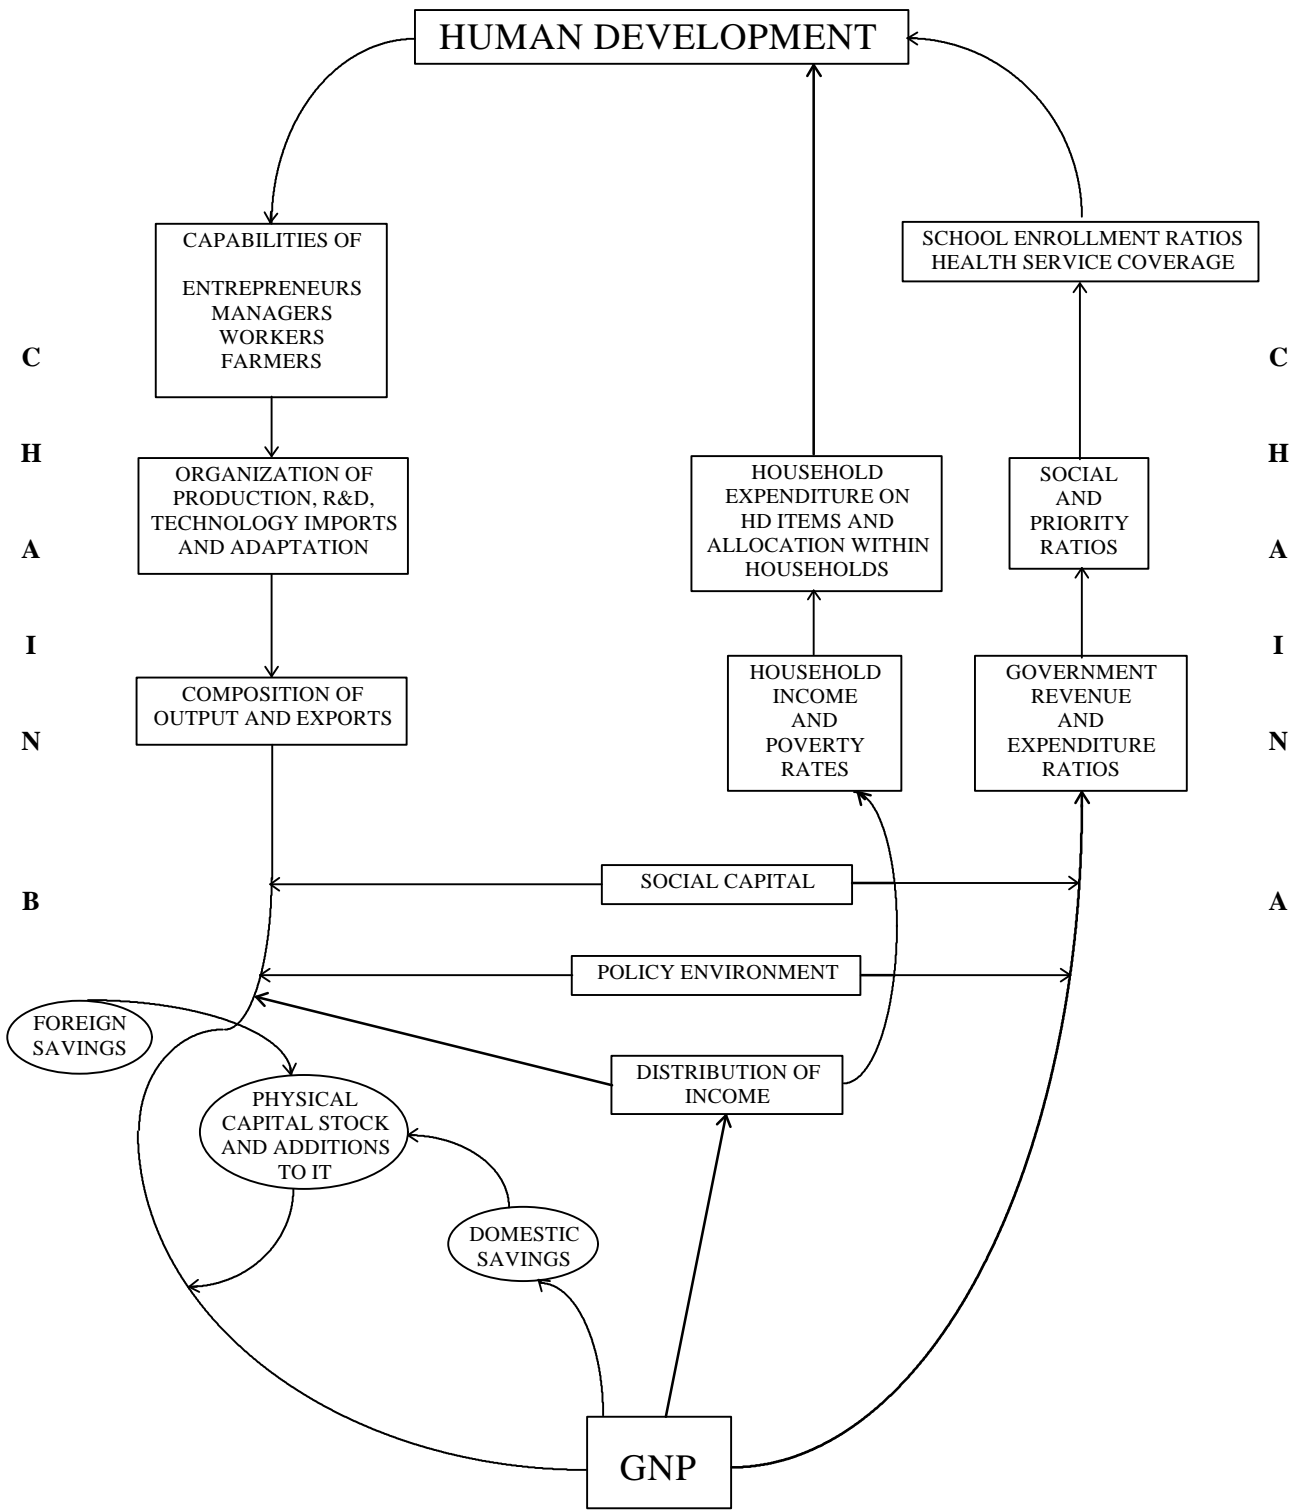 HUMAN DEVELOPMENT
CAPABILITIES OF
ENTREPRENEURS
MANAGERS
WORKERS
FARMERS
SCHOOL ENROLLMENT RATIOS
HEALTH SERVICE COVERAGE
C
H
A
I
N
B
ORGANIZATION OF
PRODUCTION, R&D,
TECHNOLOGY IMPORTS
AND ADAPTATION
HOUSEHOLD
EXPENDITURE ON
HD ITEMS AND
ALLOCATION WITHIN
HOUSEHOLDS
SOCIAL
AND
PRIORITY
RATIOS
C
H
A
I
N
A
COMPOSITION OF
OUTPUT AND EXPORTS
HOUSEHOLD
INCOME
AND
POVERTY
RATES
GOVERNMENT
REVENUE
AND
EXPENDITURE
RATIOS
SOCIAL CAPITAL
POLICY ENVIRONMENT
FOREIGN
SAVINGS
DISTRIBUTION OF
INCOME
PHYSICAL
CAPITAL STOCK
AND ADDITIONS
TO IT
DOMESTIC
SAVINGS
GNP